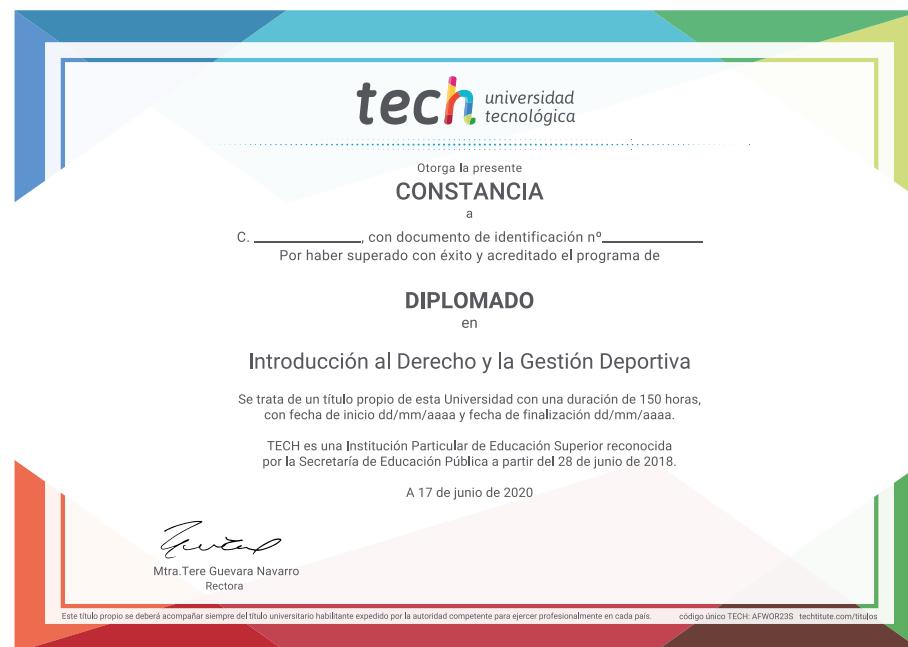 tech universidad
tecnológica
Otorga la presente
CONSTANCIA
a
C. ____________, con documento de identificación nº____________
Por haber superado con éxito y acreditado el programa de
DIPLOMADO
en
Introducción al Derecho y la Gestión Deportiva
Se trata de un título propio de esta Universidad con una duración de 150 horas,
con fecha de inicio dd/mm/aaaa y fecha de finalización dd/mm/aaaa.
TECH es una Institución Particular de Educación Superior reconocida
por la Secretaría de Educación Pública a partir del 28 de junio de 2018.
A 17 de junio de 2020
Mtra.Tere Guevara Navarro
Rectora
Este título propio se deberá acompañar siempre del título universitario habilitante expedido por la autoridad competente para ejercer profesionalmente en cada país. código único TECH: AFWOR23S techtitute.com/titulos